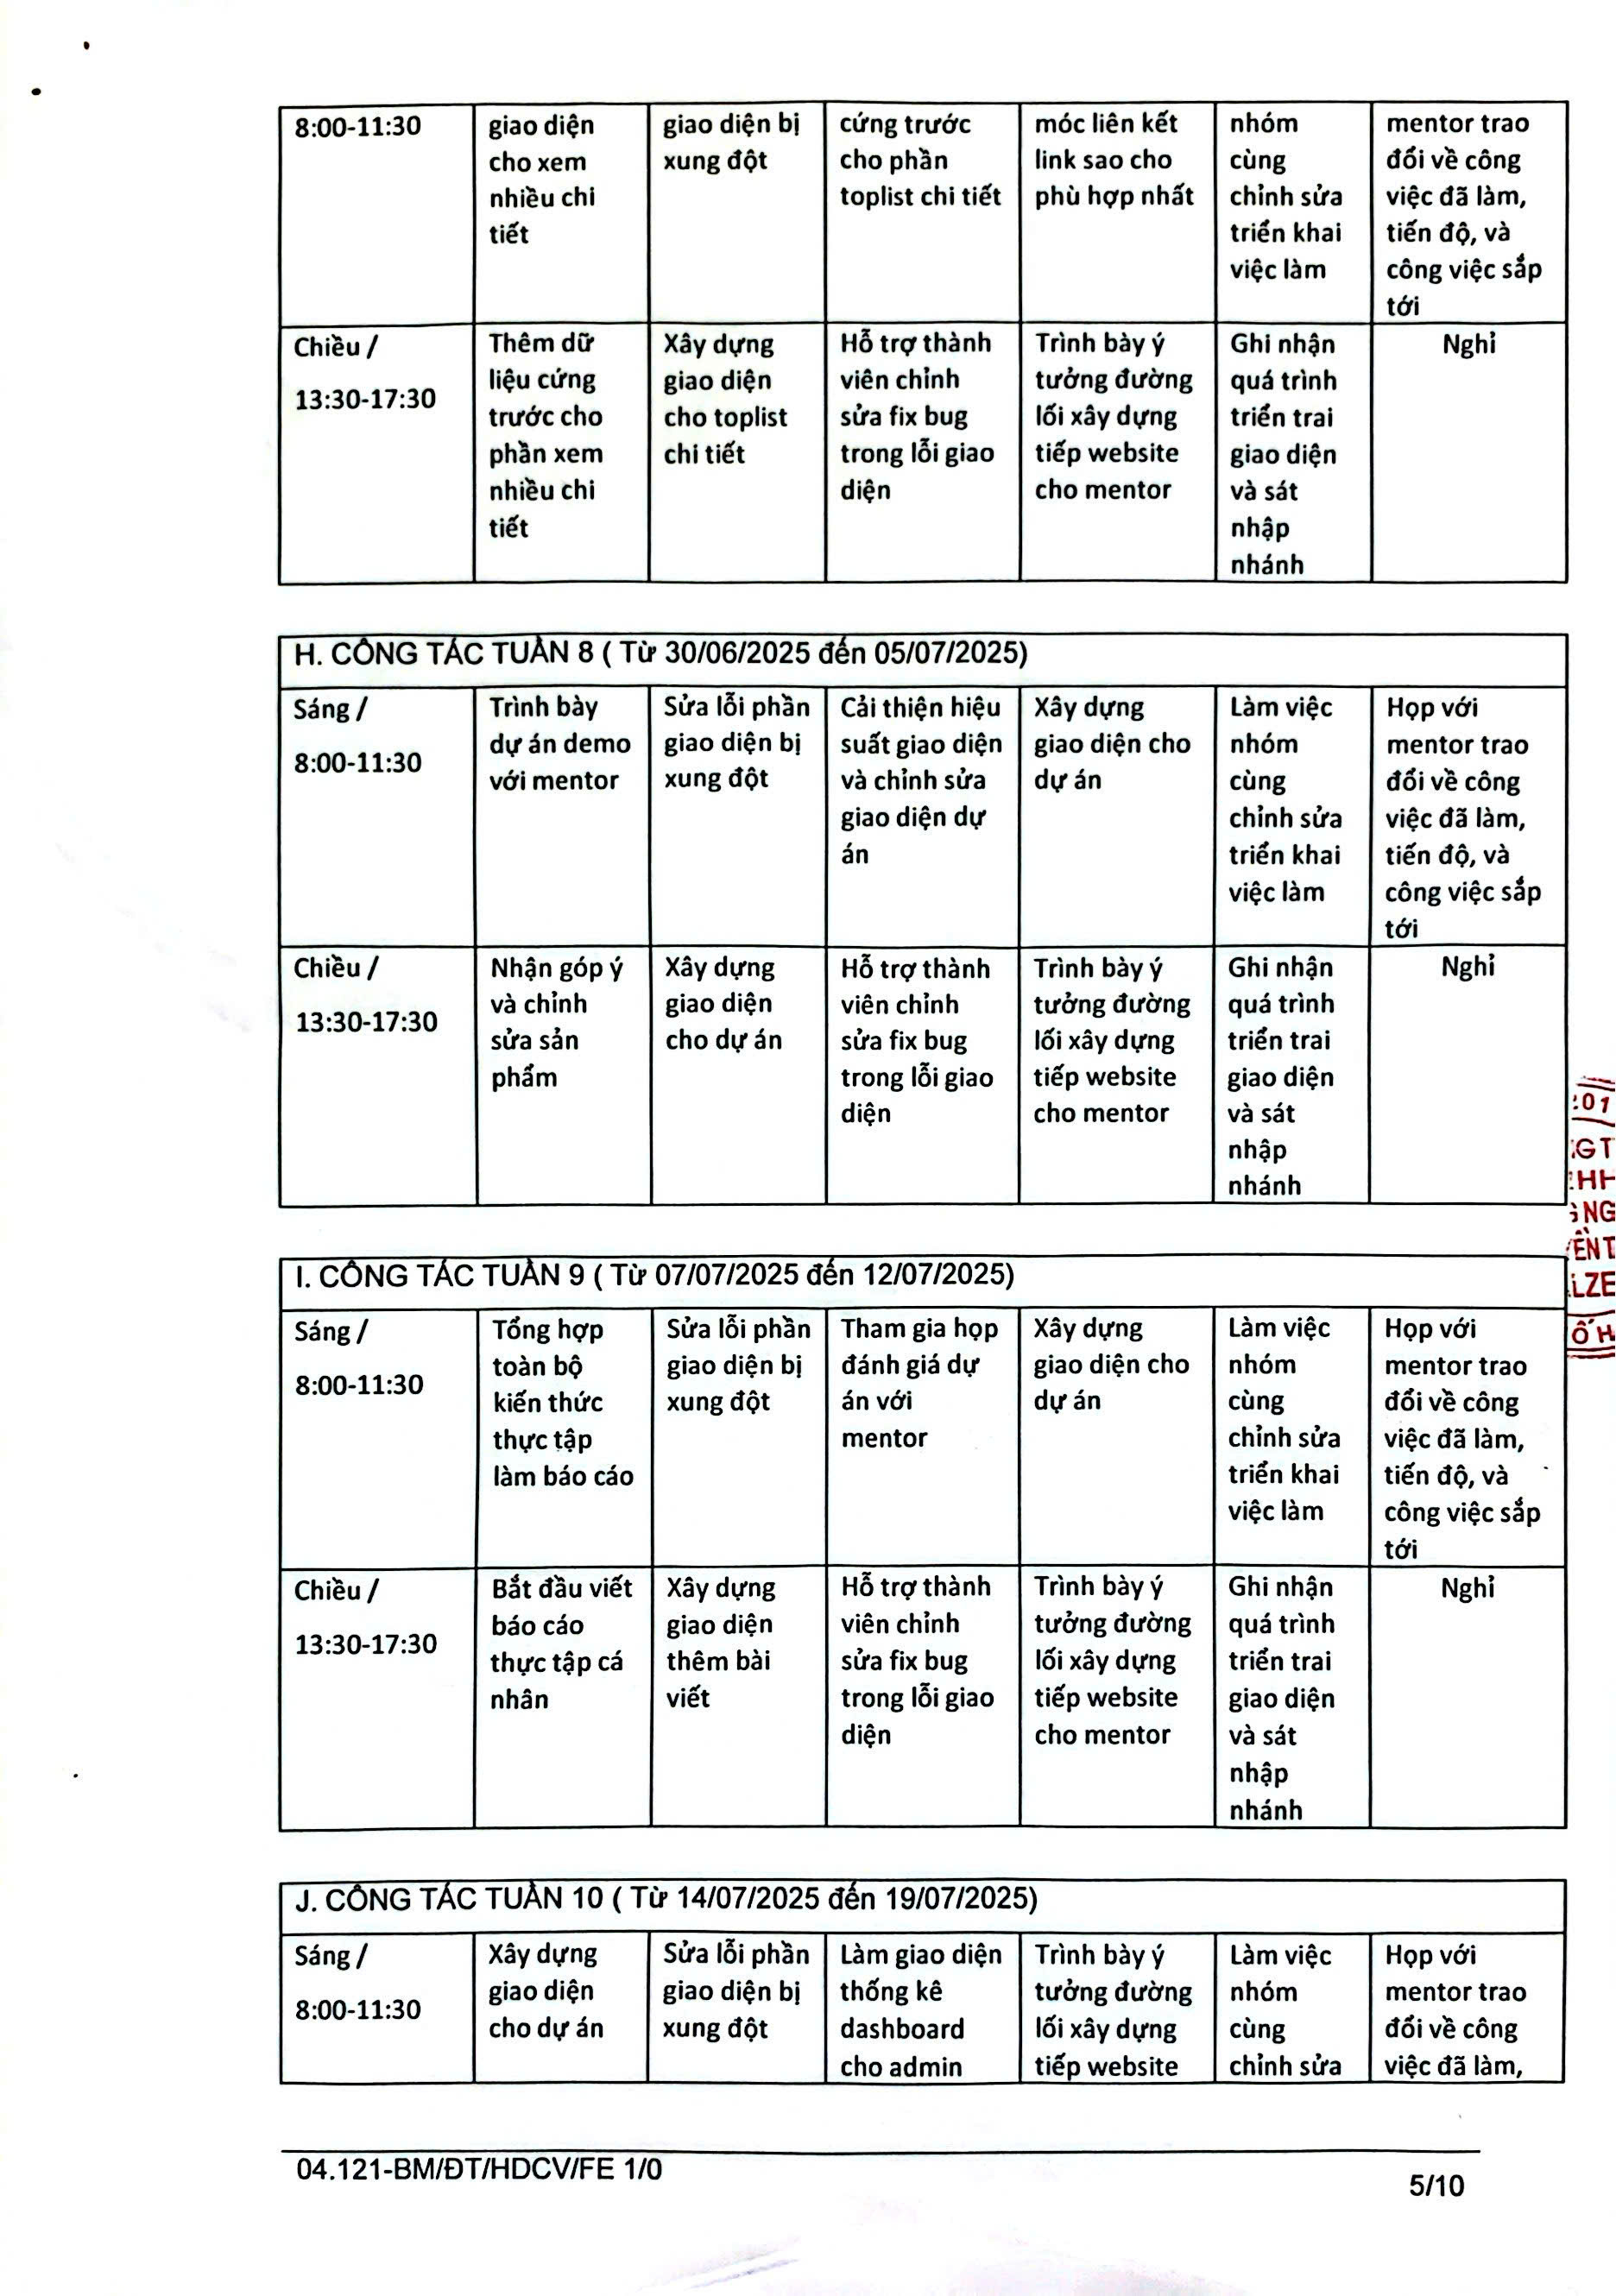 8:00-11:30
giao diện
cho xem
nhiều chi
tiết
giao diện bị
xung đột
cứng trước
cho phần
toplist chi tiết
móc liên kết
link sao cho
phù hợp nhất
nhóm
cùng
chỉnh sửa
triển khai
việc làm
mentor trao
đổi về công
việc đã làm,
tiến độ, và
công việc sắp
tới
Chiều /
13:30-17:30
Thêm dữ
liệu cứng
trước cho
phần xem
nhiều chi
tiết
Xây dựng
giao diện
cho toplist
chi tiết
Hỗ trợ thành
viên chỉnh
sửa fix bug
trong lỗi giao
diện
Trình bày ý
tưởng đường
lối xây dựng
tiếp website
cho mentor
Ghi nhận
quá trình
triển trai
giao diện
và sát
nhập
nhánh
Nghỉ
H. CÔNG TÁC TUẦN 8 ( Từ 30/06/2025 đến 05/07/2025)
Sáng /
8:00-11:30
Trình bày
dự án demo
với mentor
Sửa lỗi phần
giao diện bị
xung đột
Cải thiện hiệu
suất giao diện
và chỉnh sửa
giao diện dự
án
Xây dựng
giao diện cho
dự án
Làm việc
nhóm
cùng
chỉnh sửa
triển khai
việc làm
Họp với
mentor trao
đổi về công
việc đã làm,
tiến độ, và
công việc sắp
tới
Chiều /
13:30-17:30
Nhận góp ý
và chỉnh
sửa sản
phẩm
Xây dựng
giao diện
cho dự án
Hỗ trợ thành
viên chỉnh
sửa fix bug
trong lỗi giao
diện
Trình bày ý
tưởng đường
lối xây dựng
tiếp website
cho mentor
Ghi nhận
quá trình
triển trai
giao diện
và sát
nhập
nhánh
Nghỉ
I. CÔNG TÁC TUẦN 9 ( Từ 07/07/2025 đến 12/07/2025)
Sáng /
8:00-11:30
Tổng hợp
toàn bộ
kiến thức
thực tập
làm báo cáo
Sửa lỗi phần
giao diện bị
xung đột
Tham gia họp
đánh giá dự
án với
mentor
Xây dựng
giao diện cho
dự án
Làm việc
nhóm
cùng
chỉnh sửa
triển khai
việc làm
Họp với
mentor trao
đổi về công
việc đã làm,
tiến độ, và
công việc sắp
tới
Chiều /
13:30-17:30
Bắt đầu viết
báo cáo
thực tập cá
nhân
Xây dựng
giao diện
thêm bài
viết
Hỗ trợ thành
viên chỉnh
sửa fix bug
trong lỗi giao
diện
Trình bày ý
tưởng đường
lối xây dựng
tiếp website
cho mentor
Ghi nhận
quá trình
triển trai
giao diện
và sát
nhập
nhánh
Nghỉ
J. CÔNG TÁC TUẦN 10 ( Từ 14/07/2025 đến 19/07/2025)
Sáng /
8:00-11:30
Xây dựng
giao diện
cho dự án
Sửa lỗi phần
giao diện bị
xung đột
Làm giao diện
thống kê
dashboard
cho admin
Trình bày ý
tưởng đường
lối xây dựng
tiếp website
Làm việc
nhóm
cùng
chỉnh sửa
Họp với
mentor trao
đổi về công
việc đã làm,
04.121-BM/ĐT/HDCV/FE 1/0
5/10